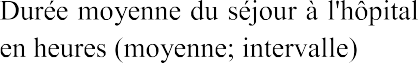 Durée moyenne du séjour à l'hôpital
en heures (moyenne; intervalle)